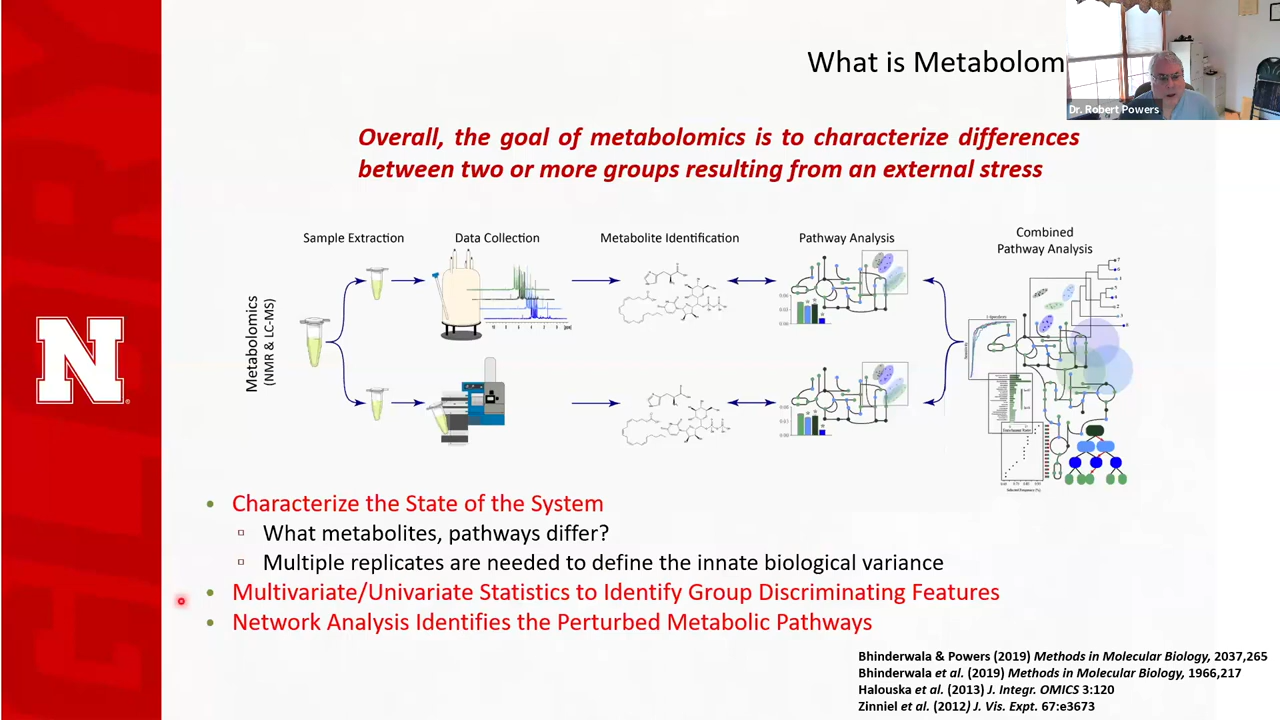 What is Metabolom
Dr. Robert Powers
Overall, the goal of metabolomics is to characterize differences
between two or more groups resulting from an external stress
Sample Extraction
Data Collection
Metabolite Identification
Pathway Analysis
Combined
Pathway Analysis
Metabolomics
(NMR & LC-MS)
N
• Characterize the State of the System
What metabolites, pathways differ?
Multiple replicates are needed to define the innate biological variance
• Multivariate/Univariate Statistics to Identify Group Discriminating Features
• Network Analysis Identifies the Perturbed Metabolic Pathways
Bhinderwala & Powers (2019) Methods in Molecular Biology, 2037,265
Bhinderwala et al. (2019) Methods in Molecular Biology, 1966,217
Halouska et al. (2013) J. Integr. OMICS 3:120
Zinniel et al. (2012) J. Vis. Expt. 67:e3673